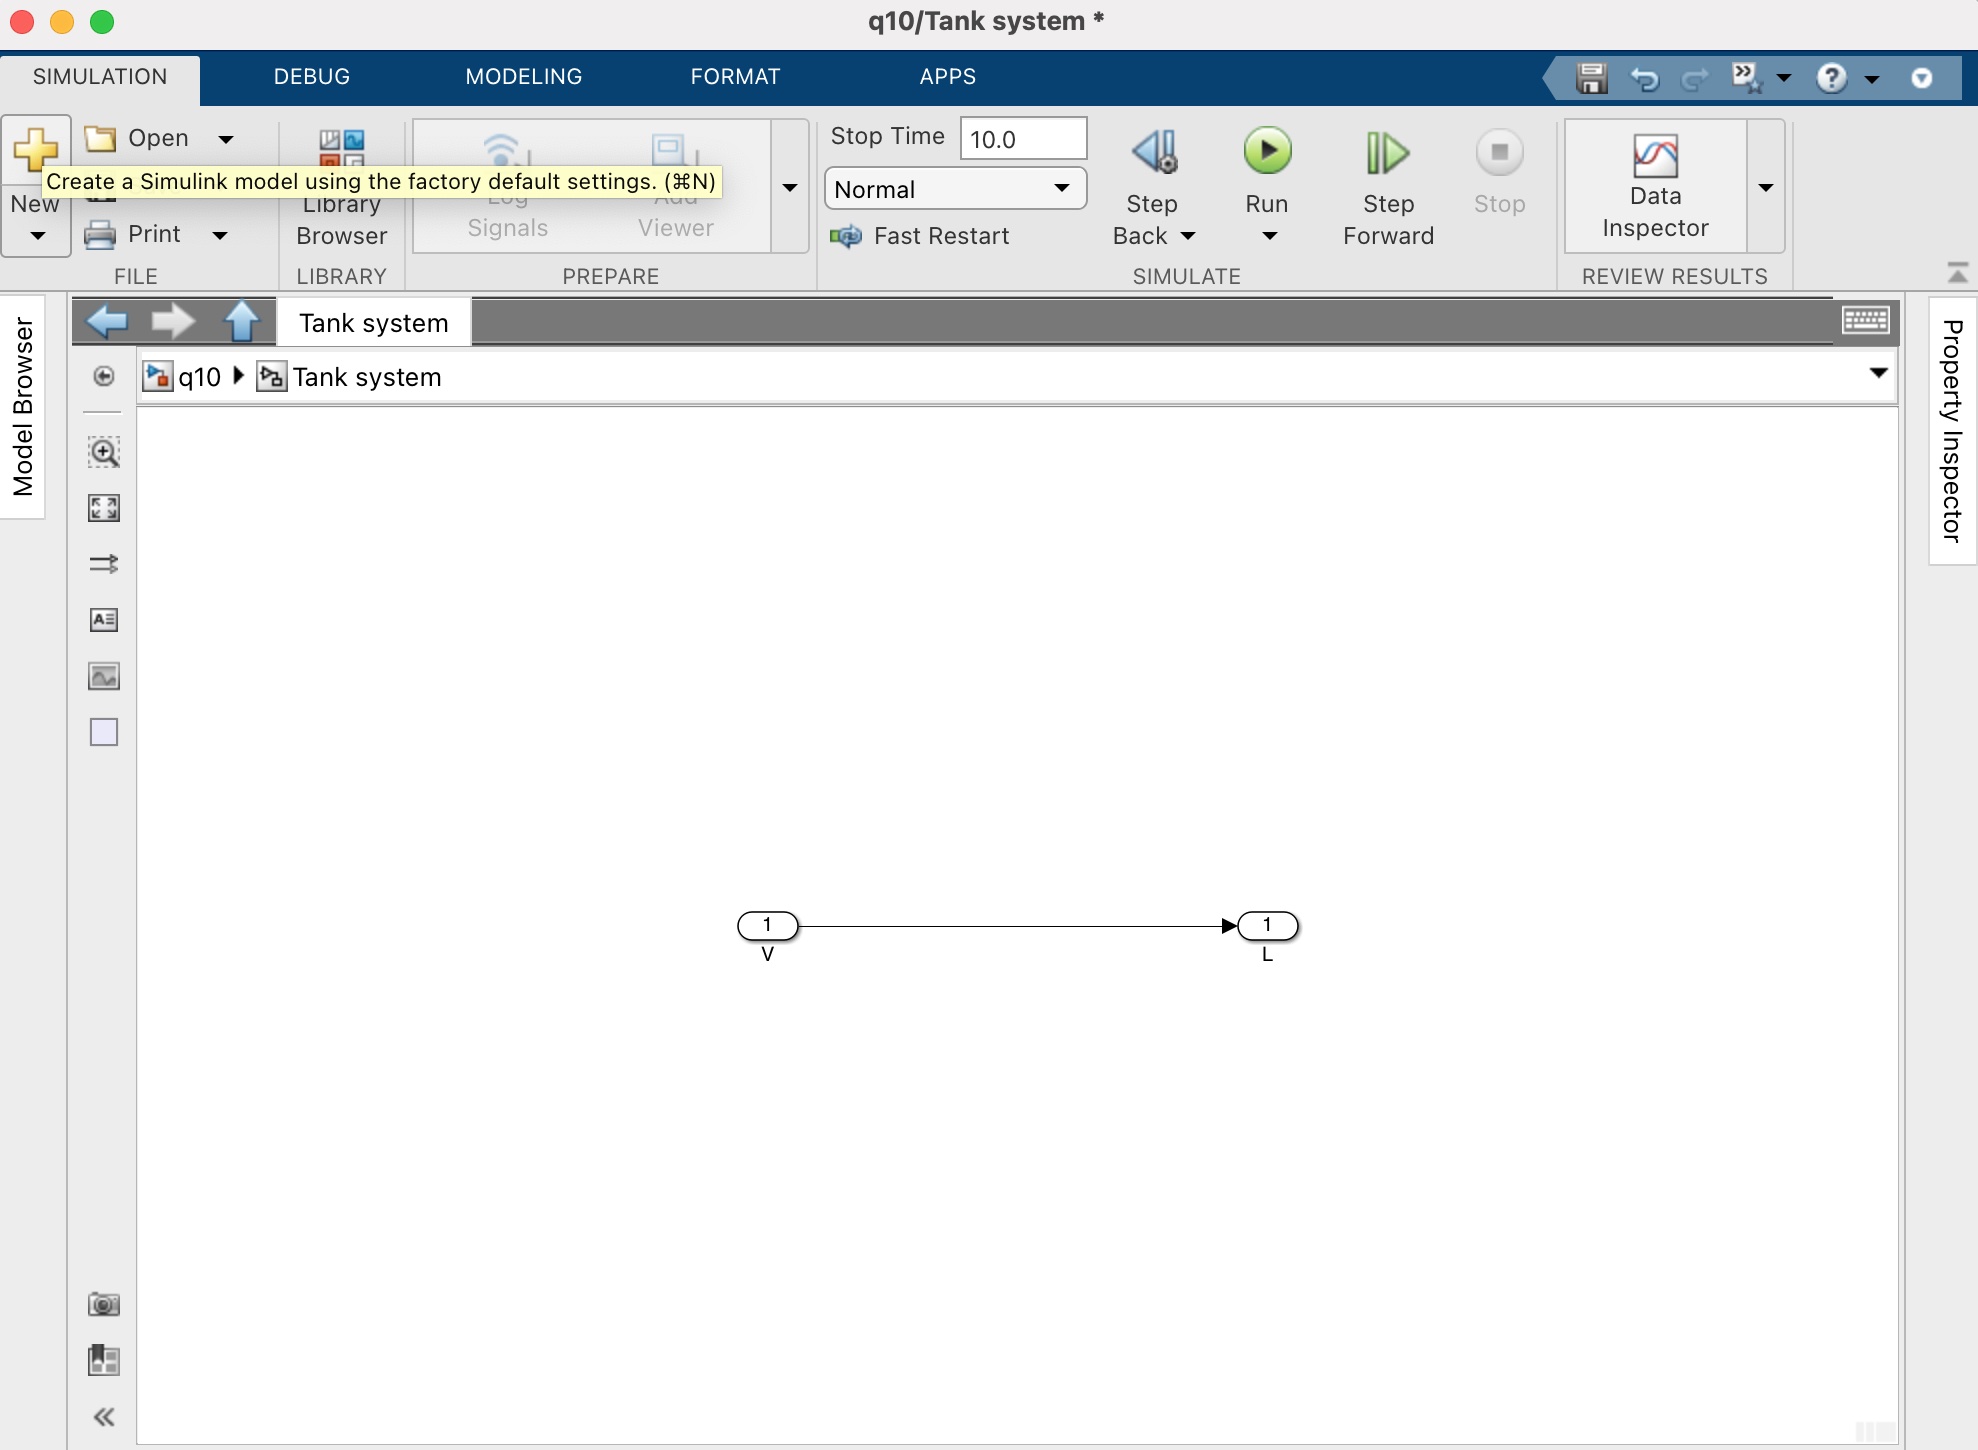 q10/Tank system *
SIMULATION DEBUG MODELING FORMAT APPS
Open
Create a Simulink model using the factory default settings. (⌘N)
New
Print
FILE
Library
Browser
LIBRARY
Log
Signals
Add
Viewer
PREPARE
Stop Time 10.0
Normal
Fast Restart
Step
Back
Run
Step
Forward
Stop
SIMULATE
Data
Inspector
REVIEW RESULTS
Model Browser
Tank system
q10 Tank system
Property Inspector
1
V
1
L